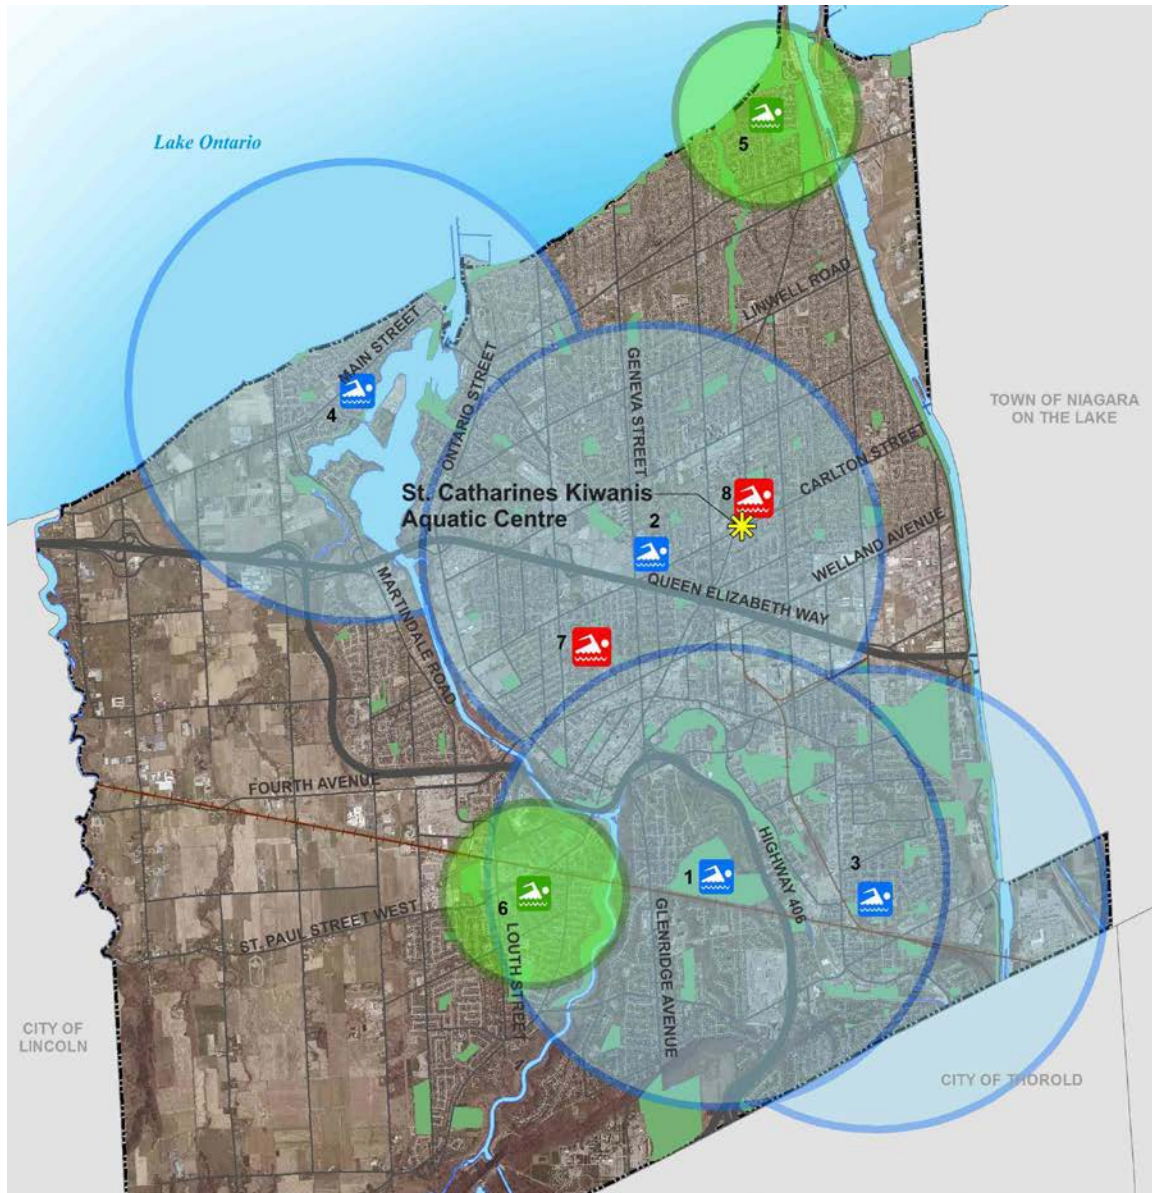 5
Lake Ontario
LINWELL ROAD
MAIN STREET
4
ONTARIO STREET
GENEVA STREET
TOWN OF NIAGARA
ON THE LAKE
CARLTON STREET
St. Catharines Kiwanis
Aquatic Centre
8
2
WELLAND AVENUE
QUEEN ELIZABETH WAY
MARTINDALE ROAD
7
FOURTH AVENUE
HIGHWAY 406
1
3
6
ST. PAUL STREET WEST
LOUTH STREET
GLENRIDGE AVENUE
CITY OF
LINCOLN
CITY OF THOROLD